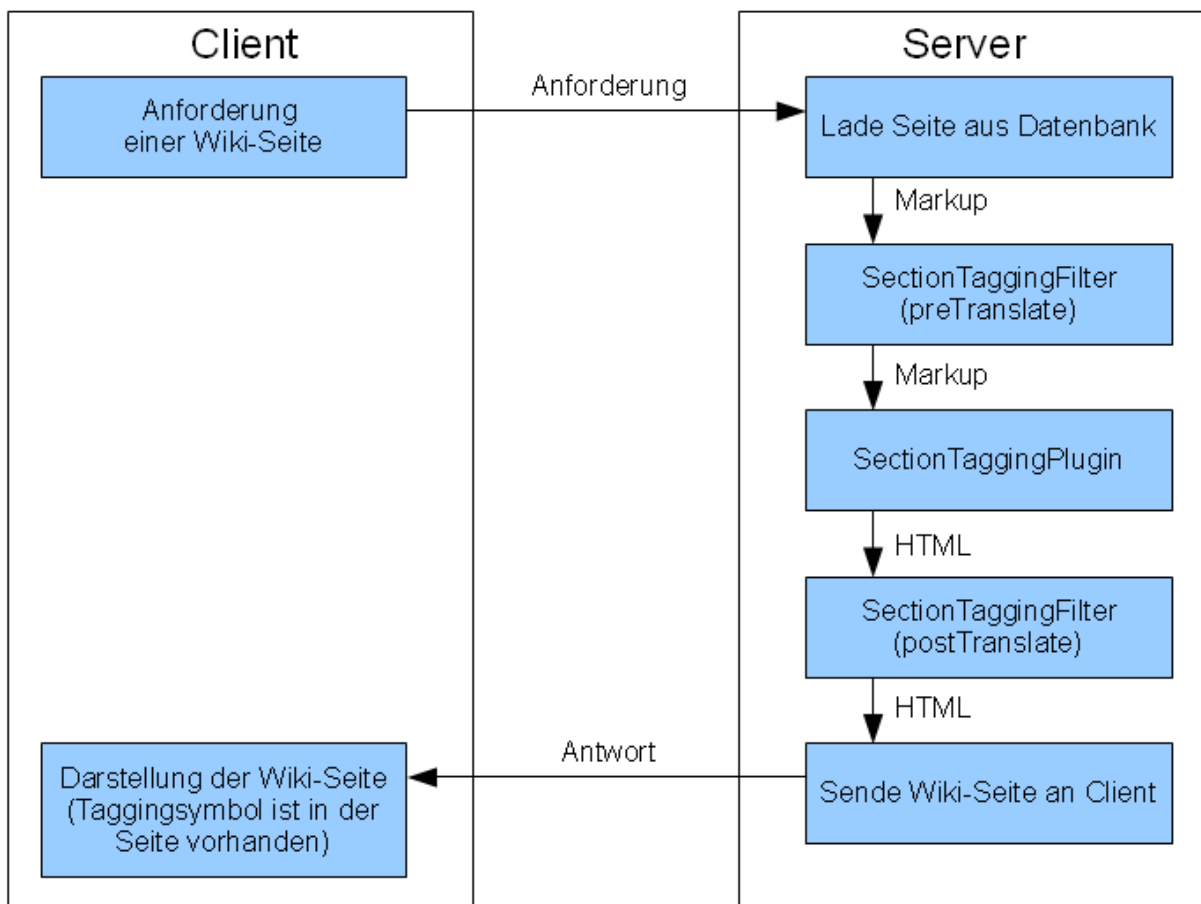 Client
Server
Anforderung
einer Wiki-Seite
Anforderung
Lade Seite aus Datenbank
Markup
SectionTaggingFilter
(preTranslate)
Markup
SectionTaggingPlugin
HTML
SectionTaggingFilter
(postTranslate)
HTML
Sende Wiki-Seite an Client
Antwort
Darstellung der Wiki-Seite
(Taggingsymbol ist in der
Seite vorhanden)